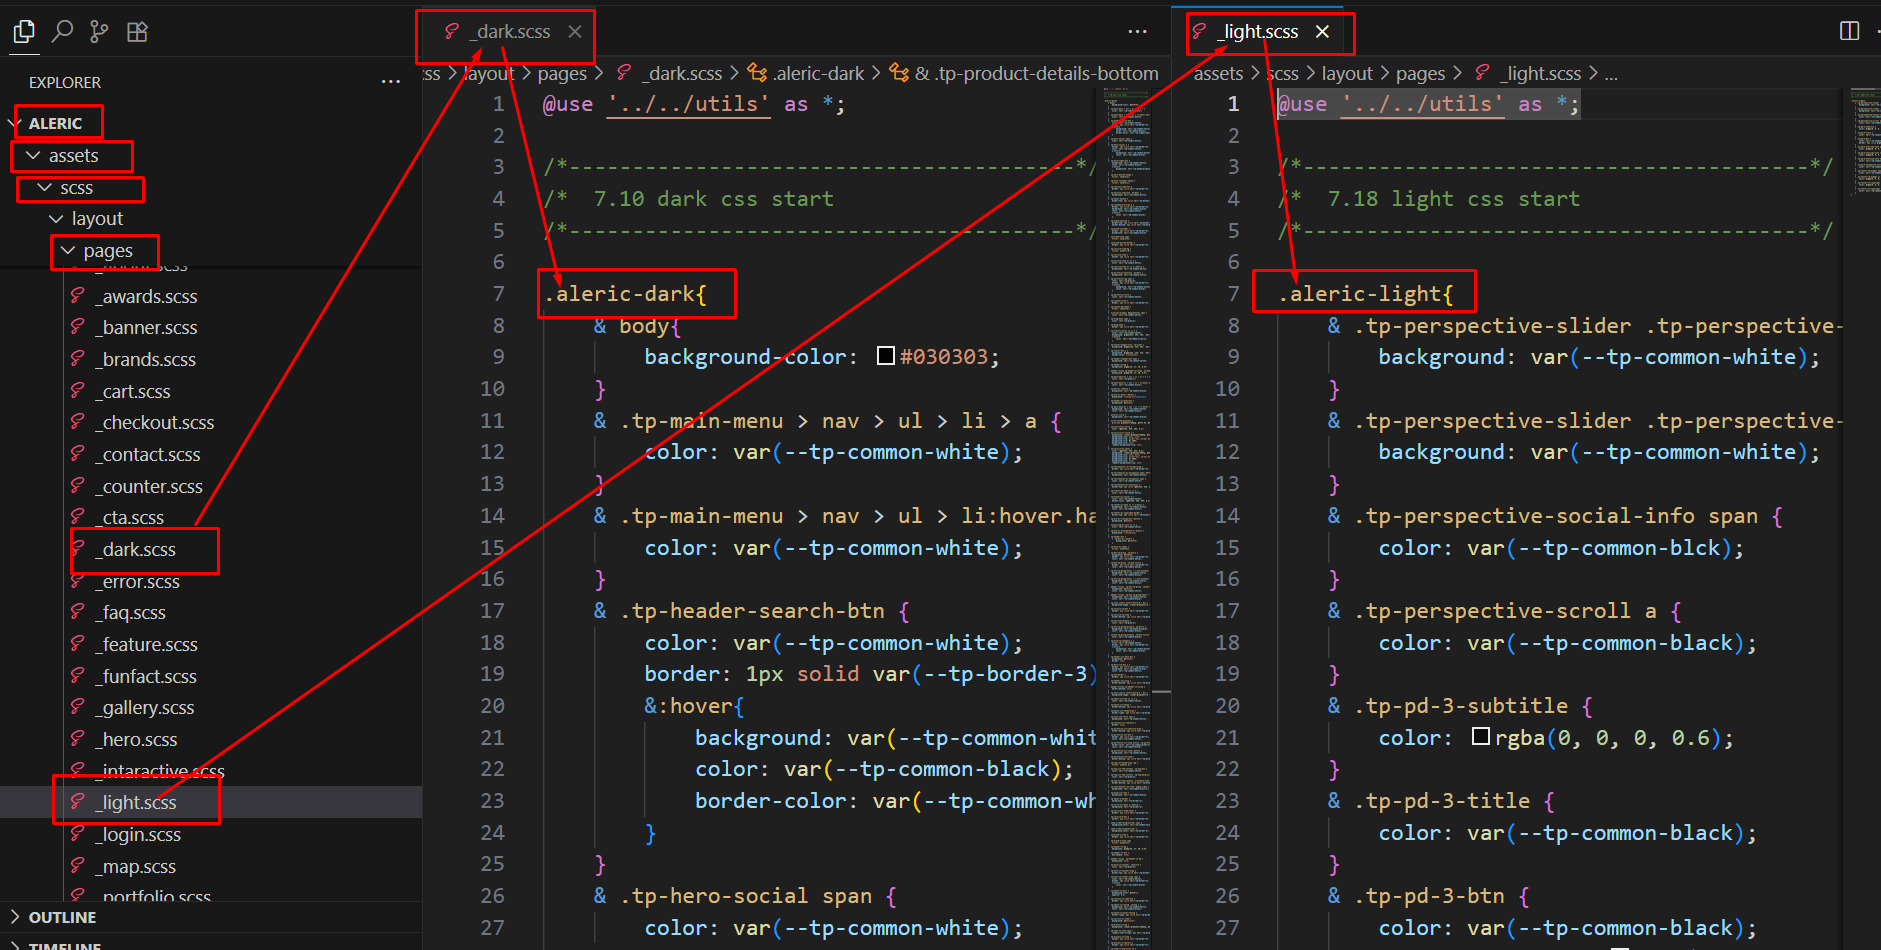 EXPLORER
ALERIC
assets
scss
layout
pages
_awards.scss
_banner.scss
_brands.scss
_cart.scss
_checkout.scss
_contact.scss
_counter.scss
_cta.scss
_dark.scss
_error.scss
_faq.scss
_feature.scss
_funfact.scss
_gallery.scss
_hero.scss
_intaractive.scss
_light.scss
_login.scss
_map.scss
_portfolio.scss
OUTLINE
TIMELINE
_dark.scss
ss > layout > pages > _dark.scss > .aleric-dark > & .tp-product-details-bottom
1 @use '../../utils' as *;
2
3 /*----------------------------------------*/
4 /*  7.10 dark css start
5 /*----------------------------------------*/
6
7 .aleric-dark{
8 & body{
9 background-color: #030303;
10 }
11 & .tp-main-menu > nav > ul > li > a {
12 color: var(--tp-common-white);
13 }
14 & .tp-main-menu > nav > ul > li:hover.ha
15 color: var(--tp-common-white);
16 }
17 & .tp-header-search-btn {
18 color: var(--tp-common-white);
19 border: 1px solid var(--tp-border-3)
20 &:hover{
21 background: var(--tp-common-whit
22 color: var(--tp-common-black);
23 border-color: var(--tp-common-wh
24 }
25 }
26 & .tp-hero-social span {
27 color: var(--tp-common-white);
_light.scss
assets > scss > layout > pages > _light.scss > ...
1 @use '../../utils' as *;
2
3 /*----------------------------------------*/
4 /*  7.18 light css start
5 /*----------------------------------------*/
6
7 .aleric-light{
8 & .tp-perspective-slider .tp-perspective-
9 background: var(--tp-common-white);
10 }
11 & .tp-perspective-slider .tp-perspective-
12 background: var(--tp-common-white);
13 }
14 & .tp-perspective-social-info span {
15 color: var(--tp-common-blck);
16 }
17 & .tp-perspective-scroll a {
18 color: var(--tp-common-black);
19 }
20 & .tp-pd-3-subtitle {
21 color: rgba(0, 0, 0, 0.6);
22 }
23 & .tp-pd-3-title {
24 color: var(--tp-common-black);
25 }
26 & .tp-pd-3-btn {
27 color: var(--tp-common-black);